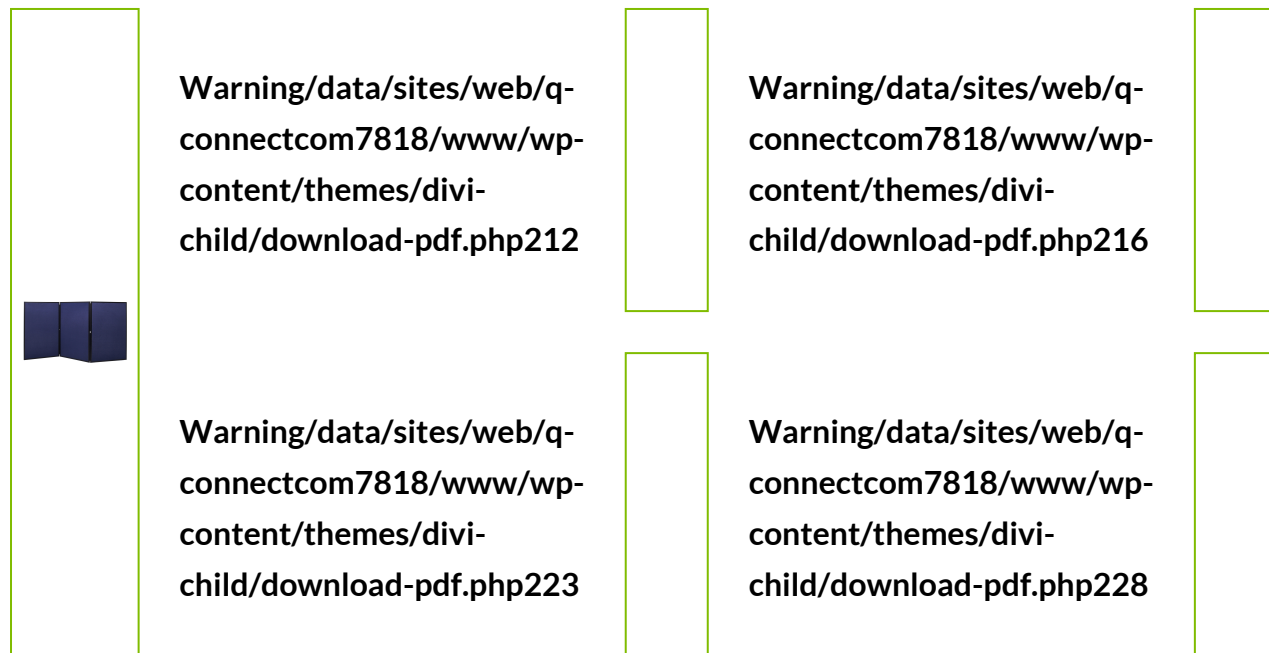 Warning/data/sites/web/q-
connectcom7818/www/wp-
content/themes/divi-
child/download-pdf.php212
Warning/data/sites/web/q-
connectcom7818/www/wp-
content/themes/divi-
child/download-pdf.php216
Warning/data/sites/web/q-
connectcom7818/www/wp-
content/themes/divi-
child/download-pdf.php223
Warning/data/sites/web/q-
connectcom7818/www/wp-
content/themes/divi-
child/download-pdf.php228